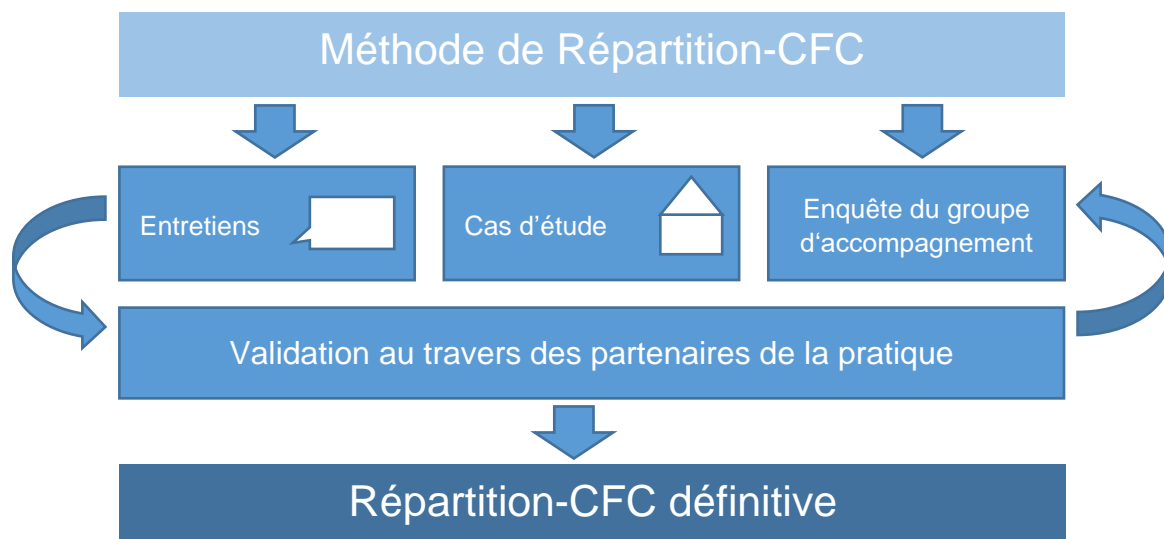 Méthode de Répartition-CFC
Entretiens
Cas d’étude
Enquête du groupe
d‘accompagnement
Validation au travers des partenaires de la pratique
Répartition-CFC définitive